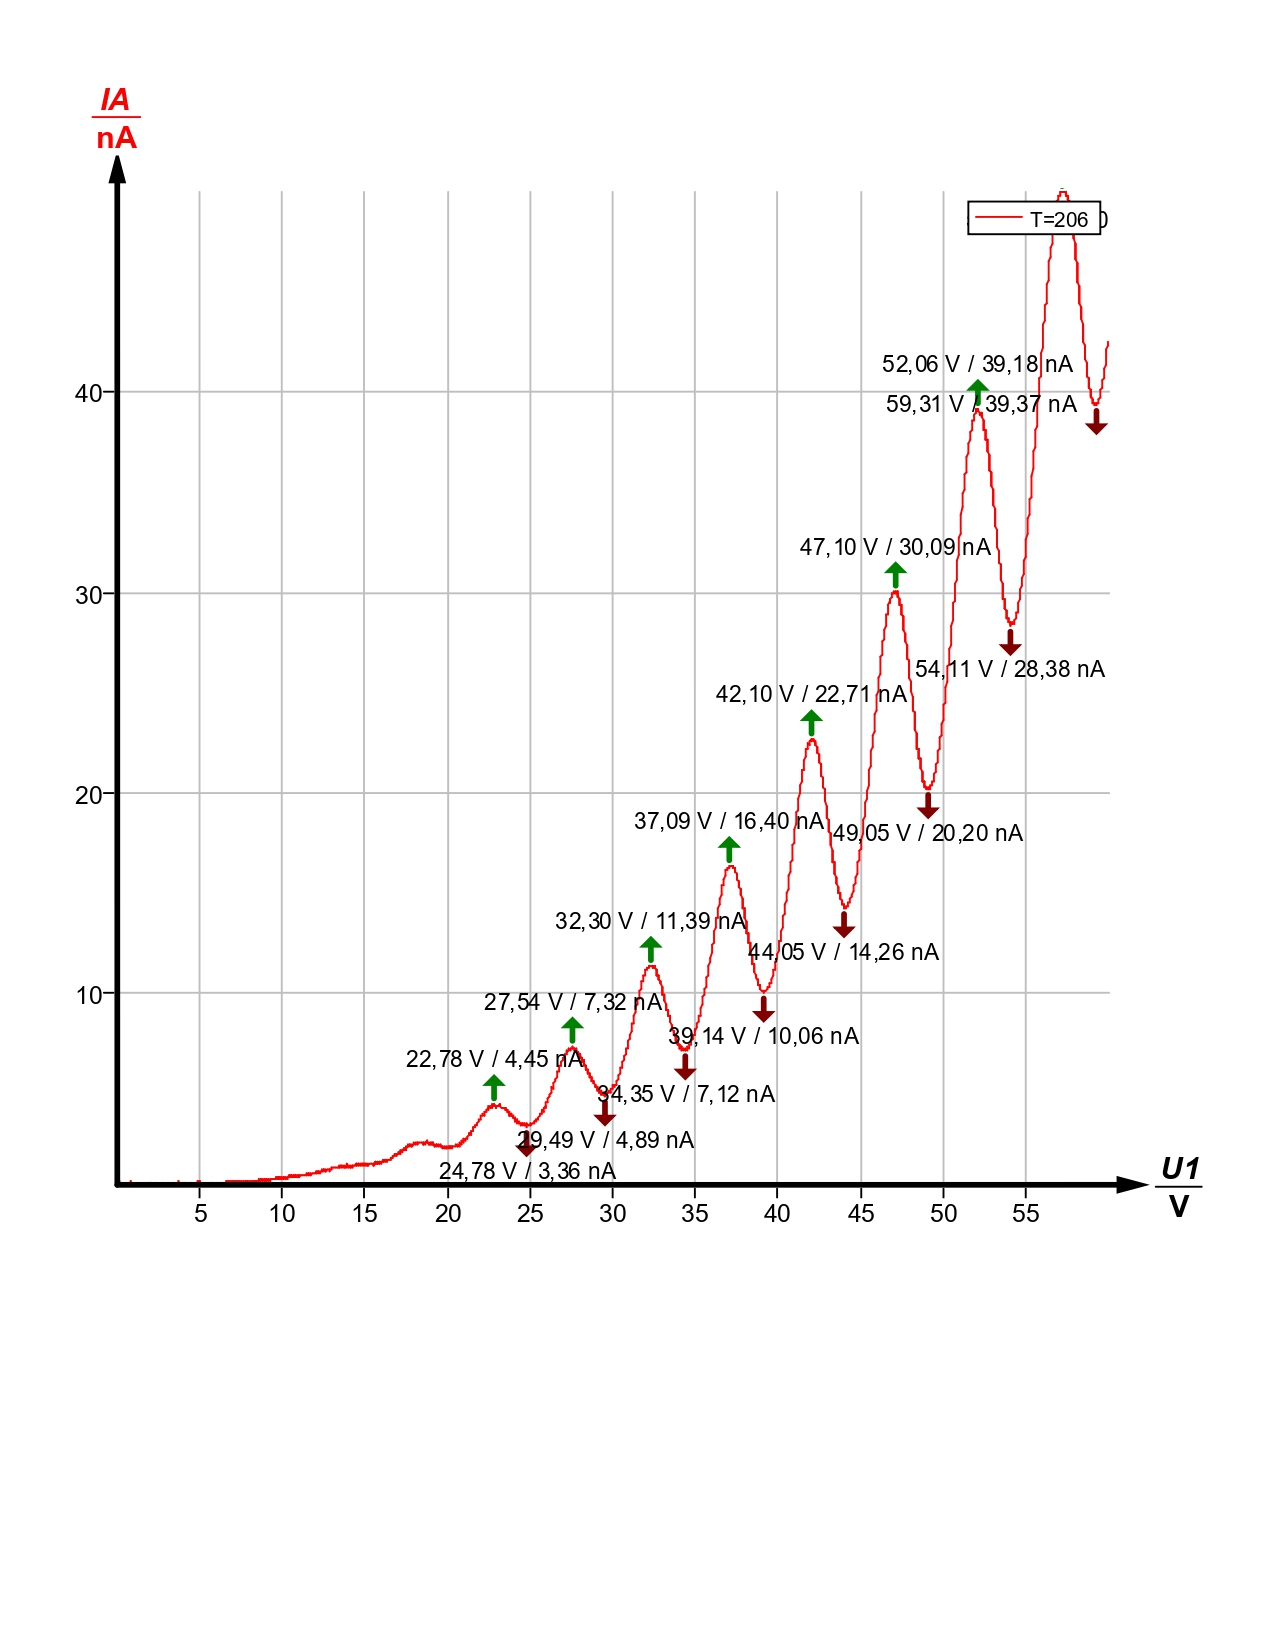 IA
nA
T=206
0
52,06 V / 39,18 nA
40
59,31 V / 39,37 nA
47,10 V / 30,09 nA
30
54,11 V / 28,38 nA
42,10 V / 22,71 nA
20
37,09 V / 16,40 nA
49,05 V / 20,20 nA
32,30 V / 11,39 nA
44,05 V / 14,26 nA
10
27,54 V / 7,32 nA
39,14 V / 10,06 nA
22,78 V / 4,45 nA
34,35 V / 7,12 nA
29,49 V / 4,89 nA
24,78 V / 3,36 nA
U1
V
5 10 15 20 25 30 35 40 45 50 55